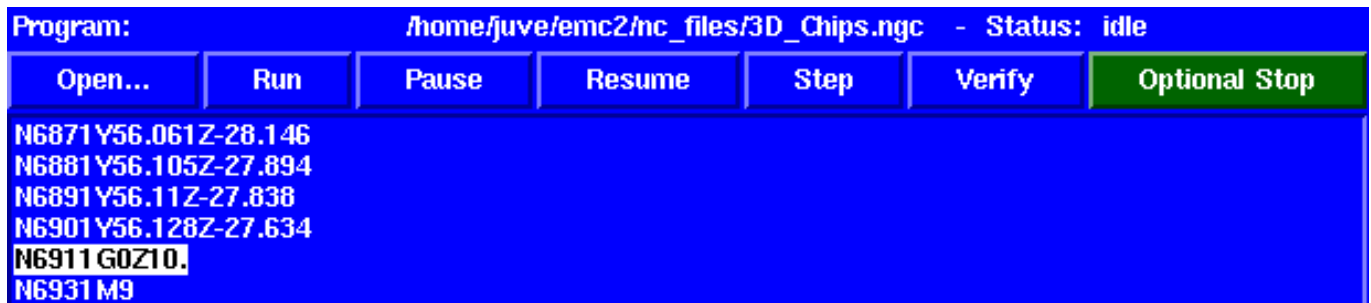 Program: /home/juve/emc2/nc_files/3D_Chips.ngc - Status: idle
Open... Run Pause Resume Step Verify Optional Stop
N6871Y56.061Z-28.146
N6881Y56.105Z-27.894
N6891Y56.11Z-27.838
N6901Y56.128Z-27.634
N6911G0Z10.
N6931M9